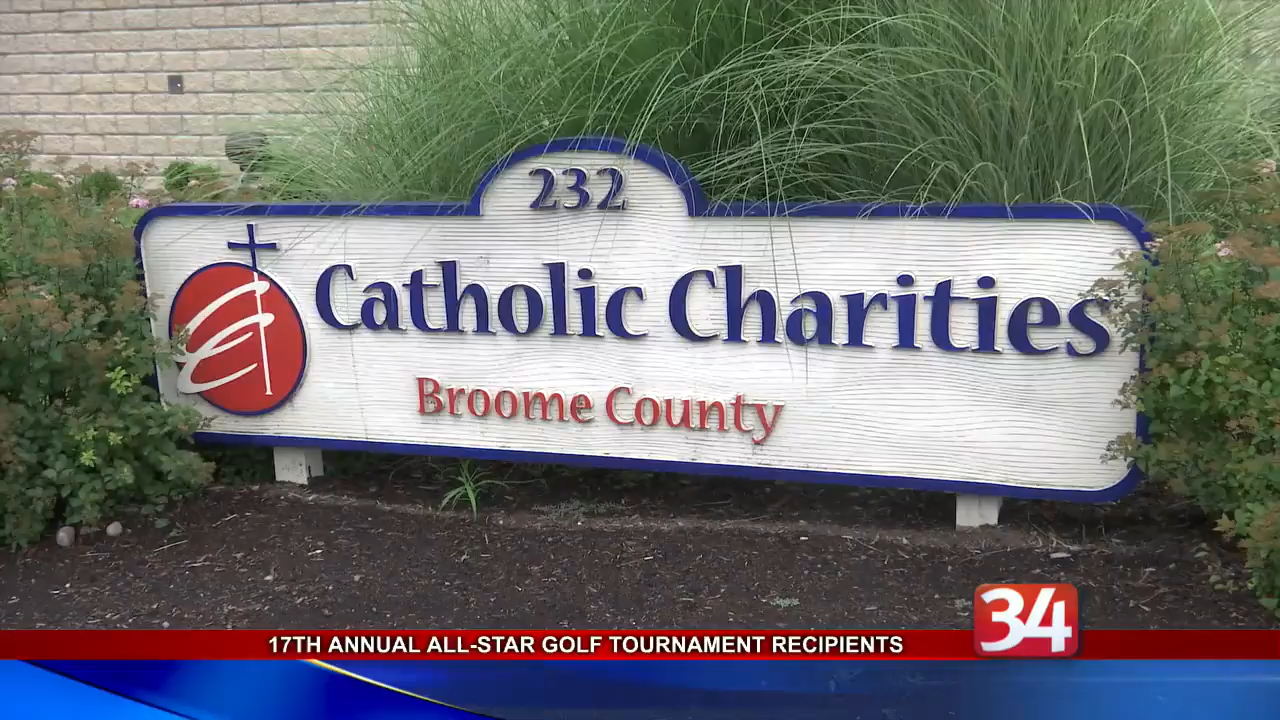 232
Catholic Charities
Broome County
34
17TH ANNUAL ALL-STAR GOLF TOURNAMENT RECIPIENTS